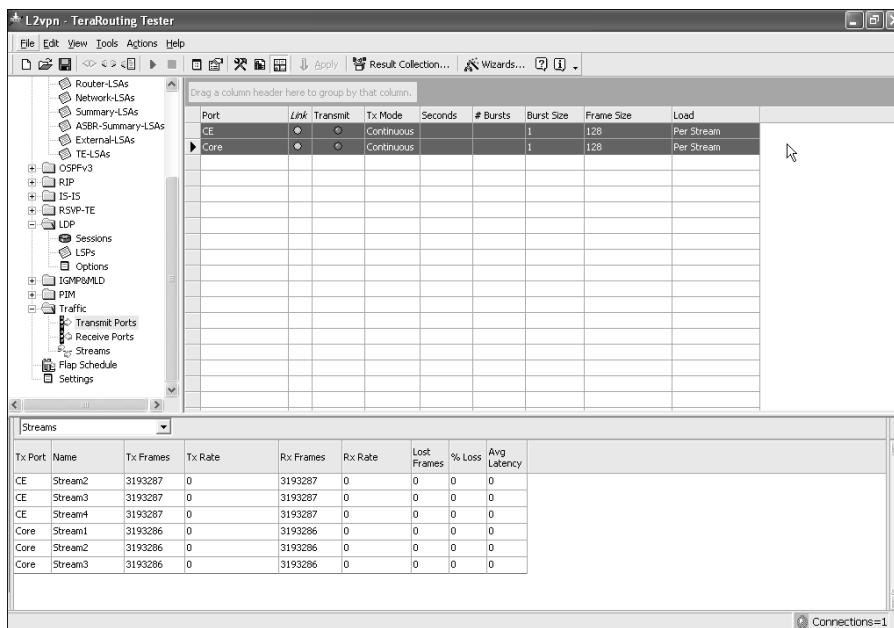 L2vpn - TeraRouting Tester
File Edit View Tools Actions Help
Apply Result Collection... Wizards...
Router-LSAs
Network-LSAs
Summary-LSAs
ASBR-Summary-LSAs
External-LSAs
TE-LSAs
OSPFv3
RIP
IS-IS
RSVP-TE
LDP
Sessions
LSPs
Options
IGMP&MLD
PIM
Traffic
Transmit Ports
Receive Ports
Streams
Flap Schedule
Settings
Drag a column header here to group by that column.
Port Link Transmit Tx Mode Seconds # Bursts Burst Size Frame Size Load
CE Continuous 1 128 Per Stream
Core Continuous 1 128 Per Stream
Streams
Tx Port Name Tx Frames Tx Rate Rx Frames Rx Rate Lost Frames % Loss Avg Latency
CE Stream2 3193287 0 3193287 0 0 0 0
CE Stream3 3193287 0 3193287 0 0 0 0
CE Stream4 3193287 0 3193287 0 0 0 0
Core Stream1 3193286 0 3193286 0 0 0 0
Core Stream2 3193286 0 3193286 0 0 0 0
Core Stream3 3193286 0 3193286 0 0 0 0
Connections=1